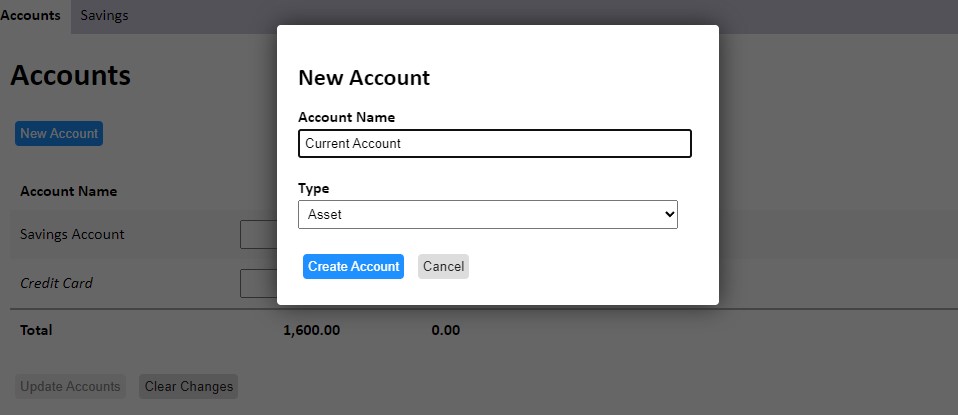 Accounts Savings
Accounts
New Account
Account Name
Savings Account
Credit Card
Total 1,600.00 0.00
Update Accounts Clear Changes
New Account
Account Name
Current Account
Type
Asset
Create Account Cancel